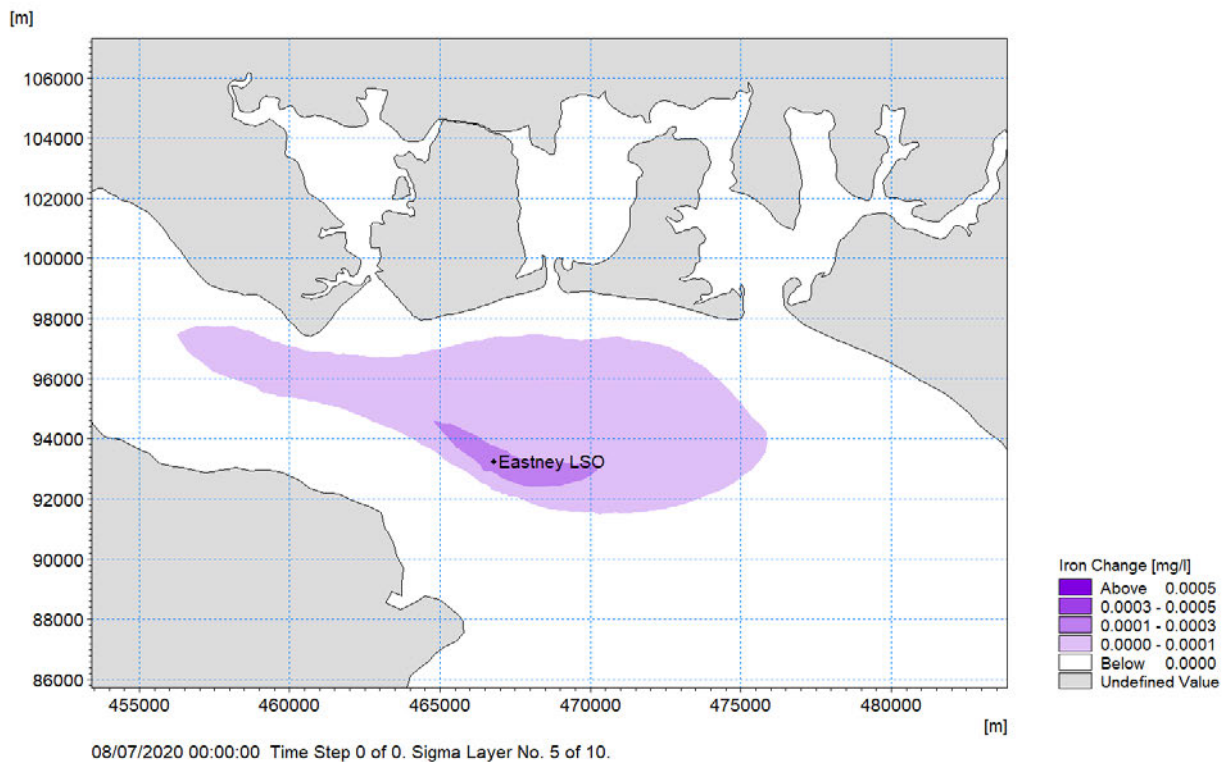 [m]
106000
104000
102000
100000
98000
96000
94000
92000
90000
88000
86000
Eastney LSO
455000 460000 465000 470000 475000 480000
[m]
Iron Change [mg/l]
Above 0.0005
0.0003 - 0.0005
0.0001 - 0.0003
0.0000 - 0.0001
Below 0.0000
Undefined Value
08/07/2020 00:00:00 Time Step 0 of 0. Sigma Layer No. 5 of 10.